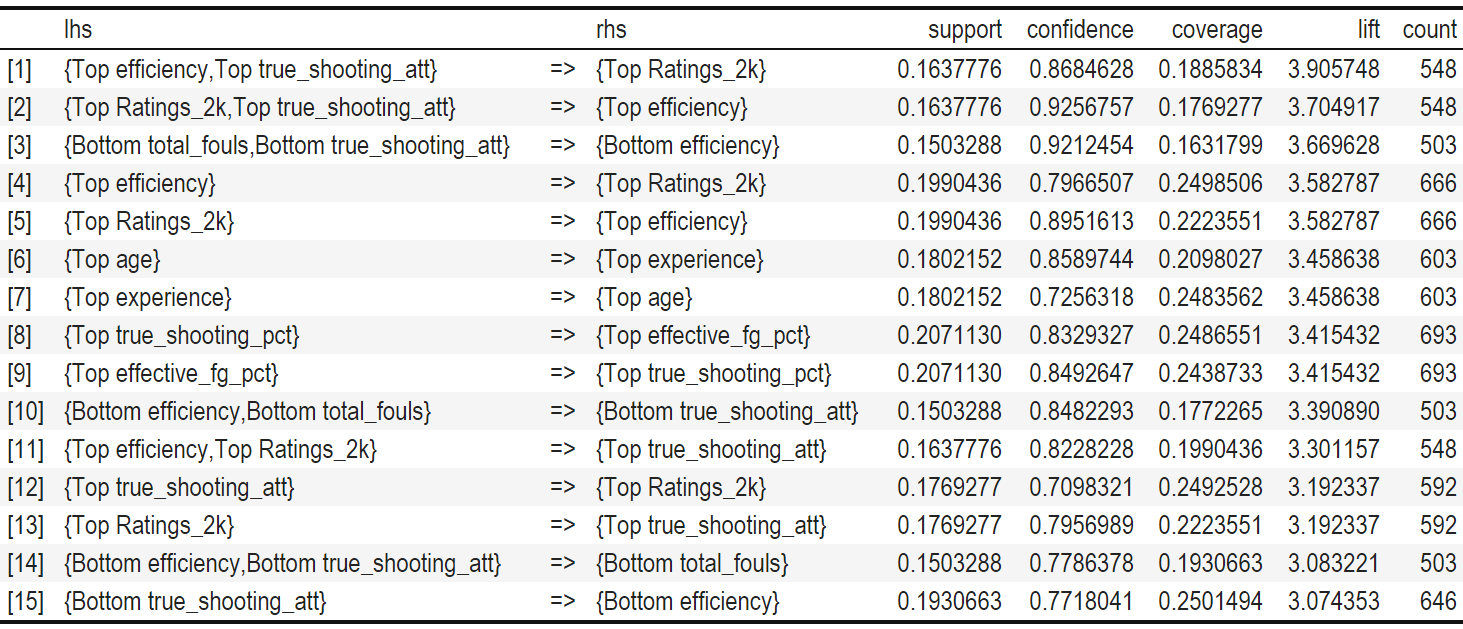 lhs rhs support confidence coverage lift count
[1] {Top efficiency,Top true_shooting_att} => {Top Ratings_2k} 0.1637776 0.8684628 0.1885834 3.905748 548
[2] {Top Ratings_2k,Top true_shooting_att} => {Top efficiency} 0.1637776 0.9256757 0.1769277 3.704917 548
[3] {Bottom total_fouls,Bottom true_shooting_att} => {Bottom efficiency} 0.1503288 0.9212454 0.1631799 3.669628 503
[4] {Top efficiency} => {Top Ratings_2k} 0.1990436 0.7966507 0.2498506 3.582787 666
[5] {Top Ratings_2k} => {Top efficiency} 0.1990436 0.8951613 0.2223551 3.582787 666
[6] {Top age} => {Top experience} 0.1802152 0.8589744 0.2098027 3.458638 603
[7] {Top experience} => {Top age} 0.1802152 0.7256318 0.2483562 3.458638 603
[8] {Top true_shooting_pct} => {Top effective_fg_pct} 0.2071130 0.8329327 0.2486551 3.415432 693
[9] {Top effective_fg_pct} => {Top true_shooting_pct} 0.2071130 0.8492647 0.2438733 3.415432 693
[10] {Bottom efficiency,Bottom total_fouls} => {Bottom true_shooting_att} 0.1503288 0.8482293 0.1772265 3.390890 503
[11] {Top efficiency,Top Ratings_2k} => {Top true_shooting_att} 0.1637776 0.8228228 0.1990436 3.301157 548
[12] {Top true_shooting_att} => {Top Ratings_2k} 0.1769277 0.7098321 0.2492528 3.192337 592
[13] {Top Ratings_2k} => {Top true_shooting_att} 0.1769277 0.7956989 0.2223551 3.192337 592
[14] {Bottom efficiency,Bottom true_shooting_att} => {Bottom total_fouls} 0.1503288 0.7786378 0.1930663 3.083221 503
[15] {Bottom true_shooting_att} => {Bottom efficiency} 0.1930663 0.7718041 0.2501494 3.074353 646